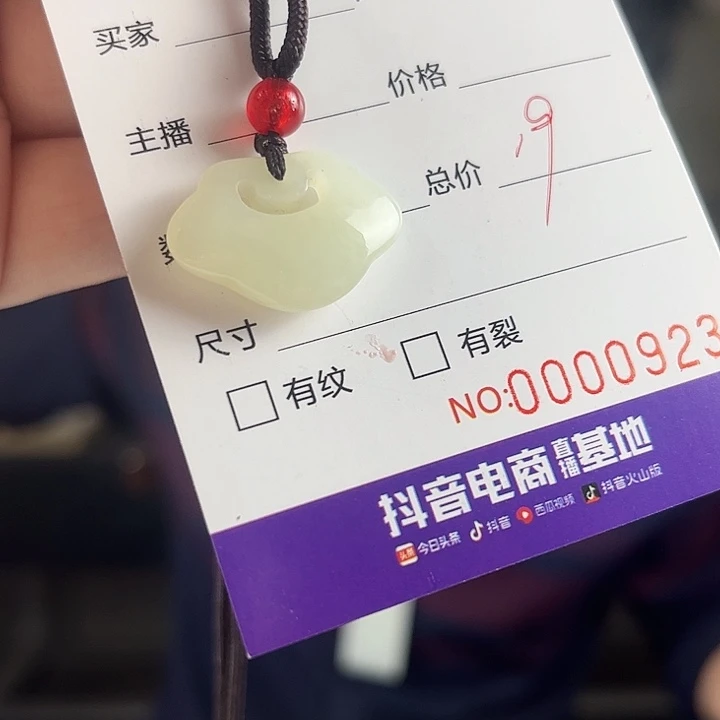 买家
价格
主播
总价 19
尺寸
有纹 有裂
NO:0000923
抖音电商直播基地
头条 今日头条 抖音 西瓜视频 抖音火山版